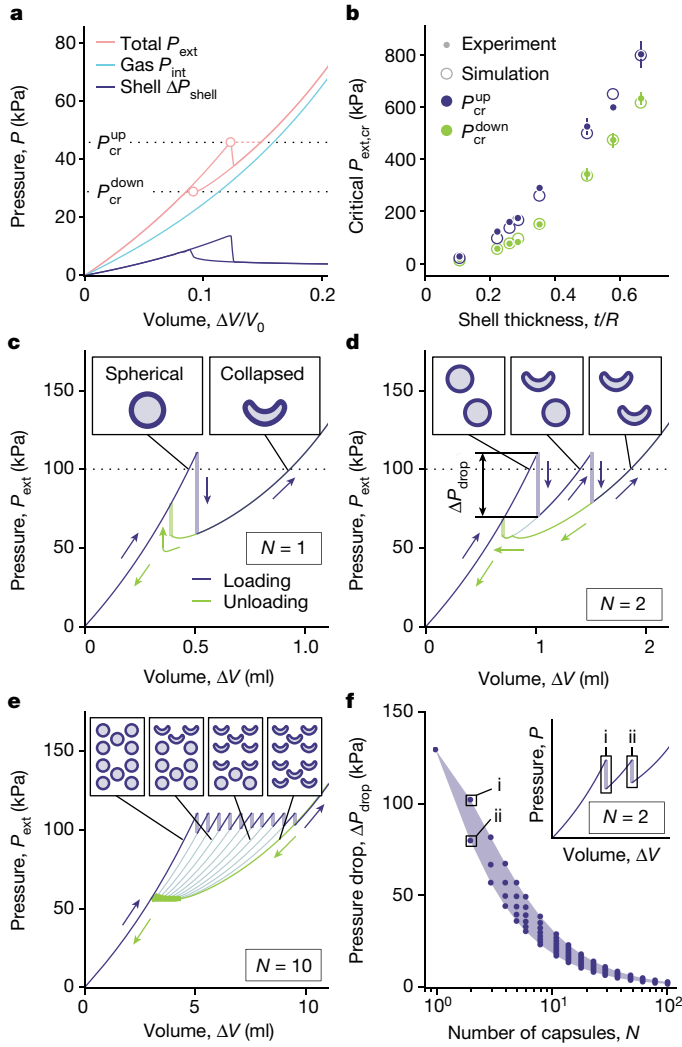 a
Pressure, P (kPa)
80
60
40
20
0
Total P_ext
Gas P_int
Shell ΔP_shell
P_cr^up
P_cr^down
0
0.1
0.2
Volume, ΔV/V_0
b
Critical P_ext,cr (kPa)
800
600
400
200
0
Experiment
Simulation
P_cr^up
P_cr^down
0
0.2
0.4
0.6
Shell thickness, t/R
c
Pressure, P_ext (kPa)
150
100
50
0
Spherical
Collapsed
N = 1
Loading
Unloading
0
0.5
1.0
Volume, ΔV (ml)
d
Pressure, P_ext (kPa)
150
100
50
0
ΔP_drop
N = 2
0
1
2
Volume, ΔV (ml)
e
Pressure, P_ext (kPa)
150
100
50
0
N = 10
0
5
10
Volume, ΔV (ml)
f
Pressure drop, ΔP_drop (kPa)
150
100
50
0
i
ii
Pressure, P
i
ii
N = 2
Volume, ΔV
10^0
10^1
10^2
Number of capsules, N